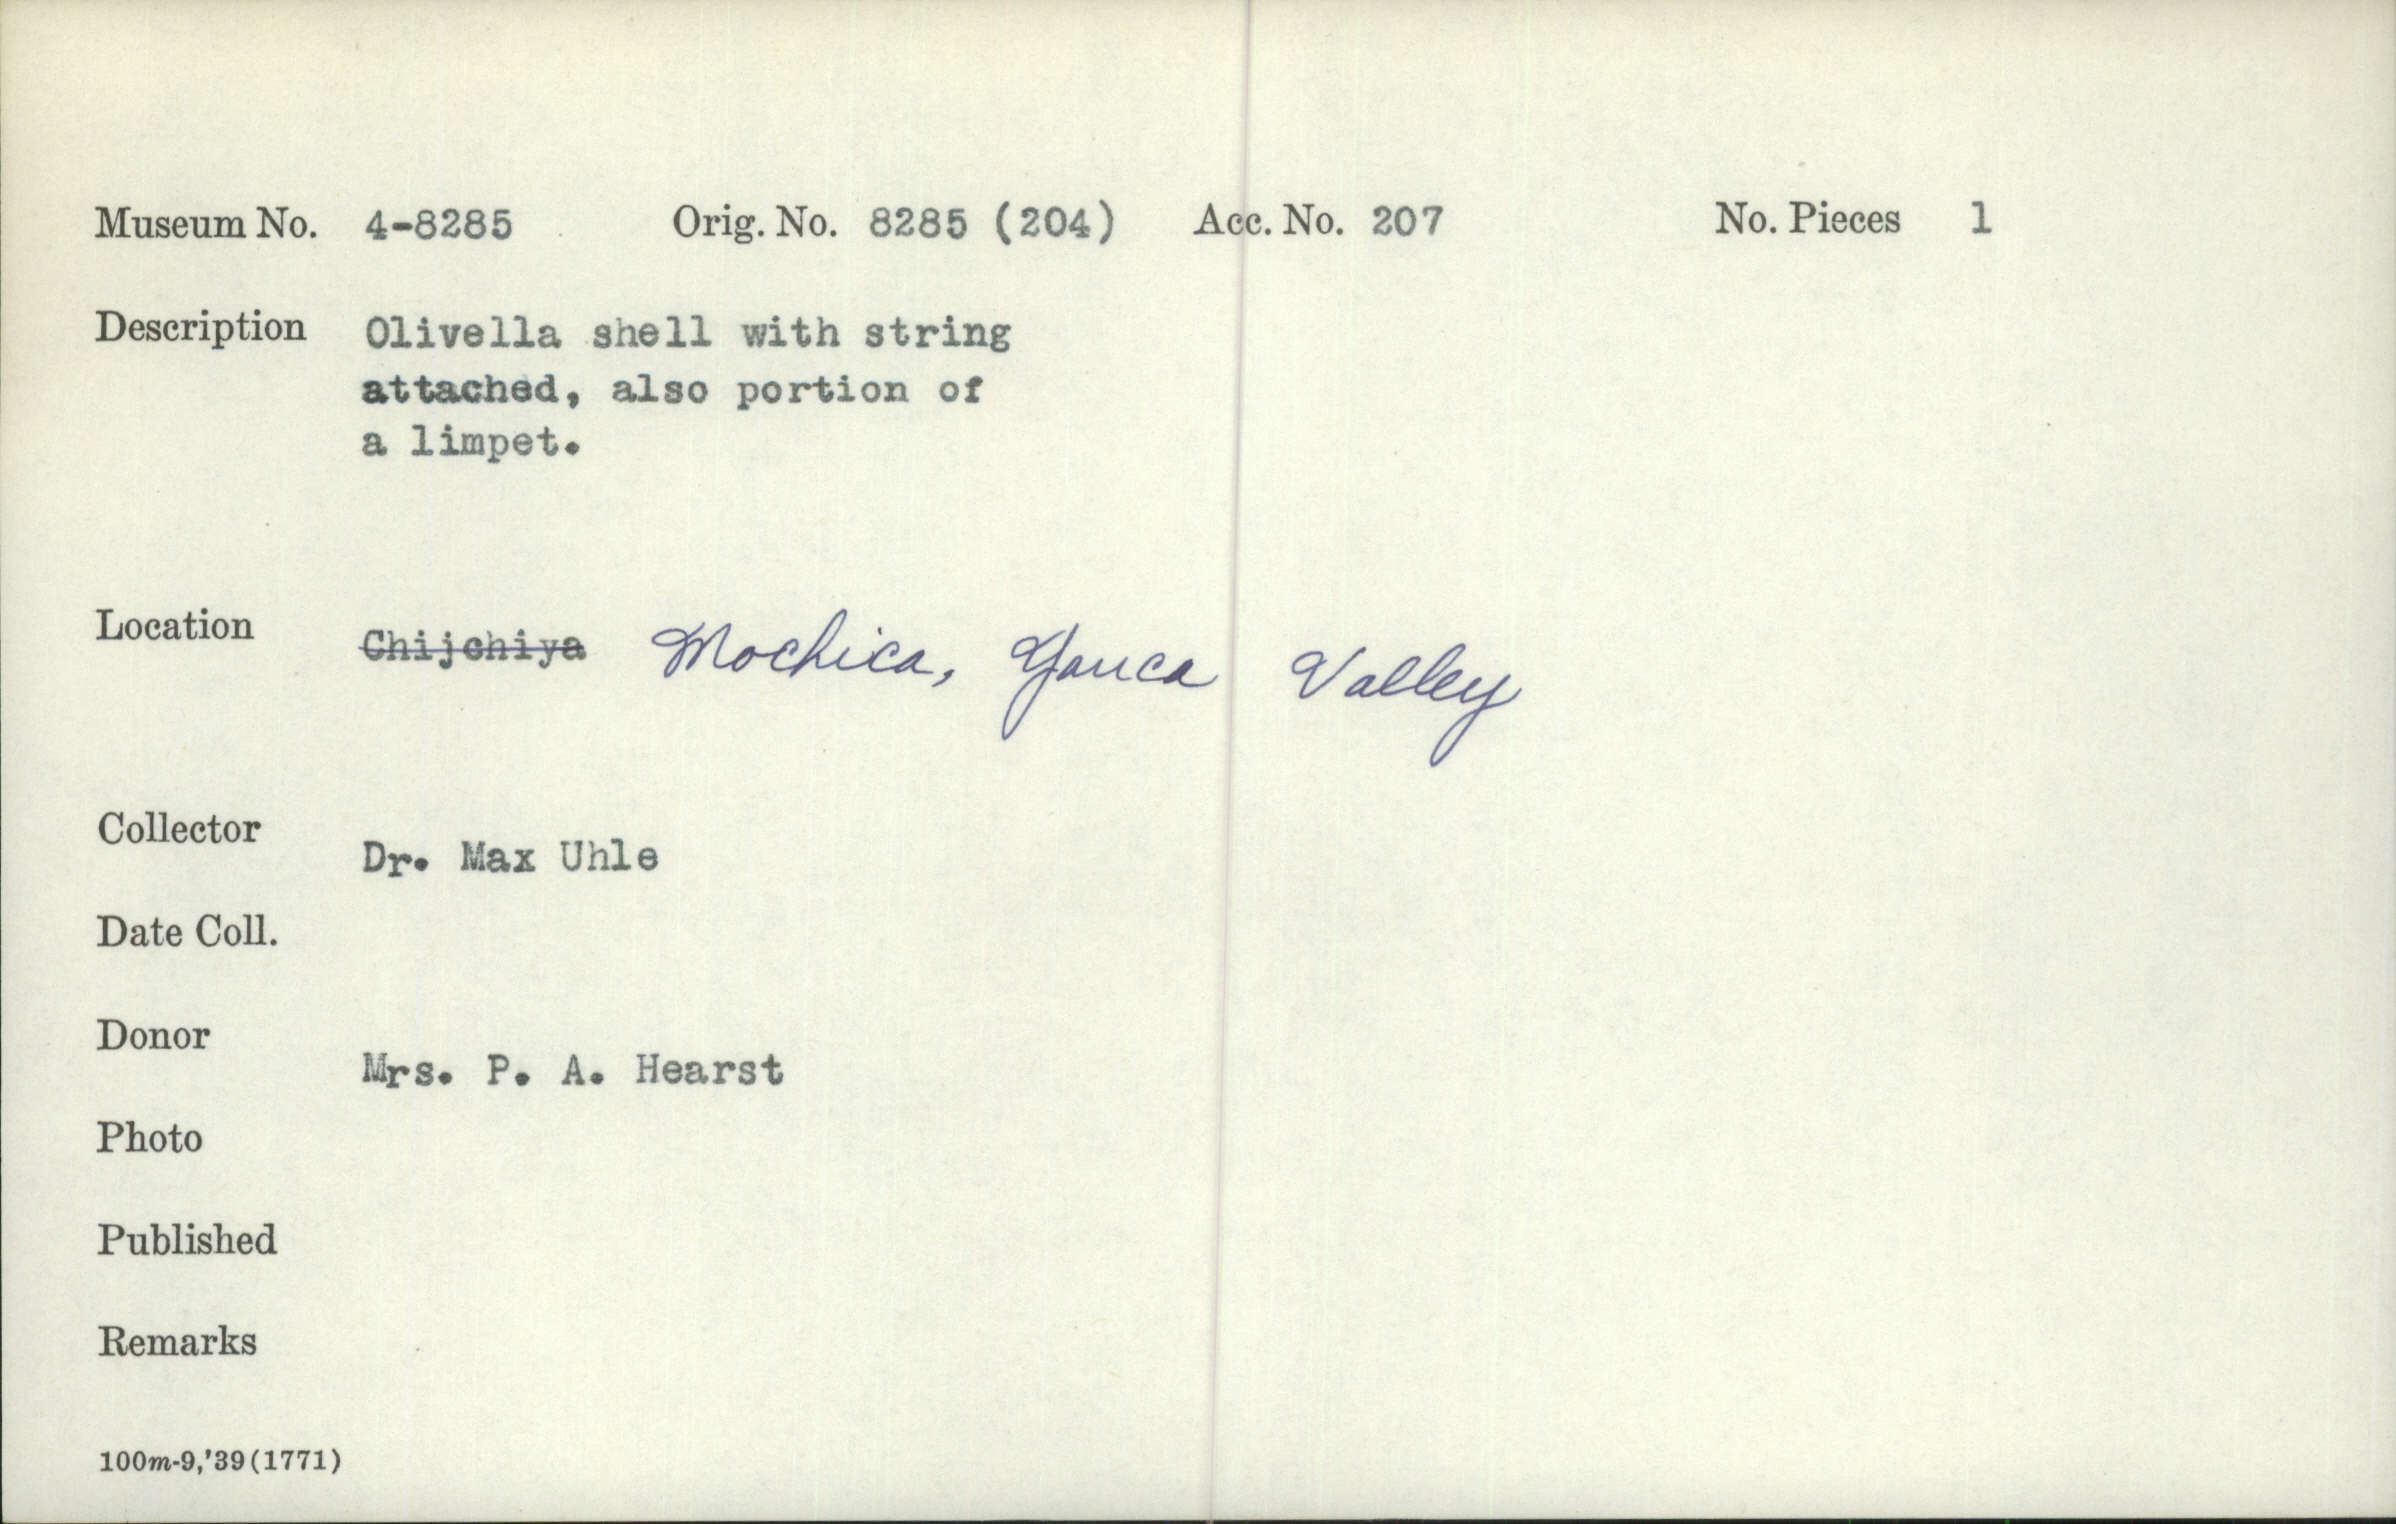 Museum No. 4-8285 Orig. No. 8285 (204) Acc. No. 207 No. Pieces 1
Description Olivella shell with string
attached, also portion of
a limpet.
Location Chijchiya Mochica, Yauca Valley
Collector Dr. Max Uhle
Date Coll.
Donor Mrs. P. A. Hearst
Photo
Published
Remarks
100m-9,'39(1771)